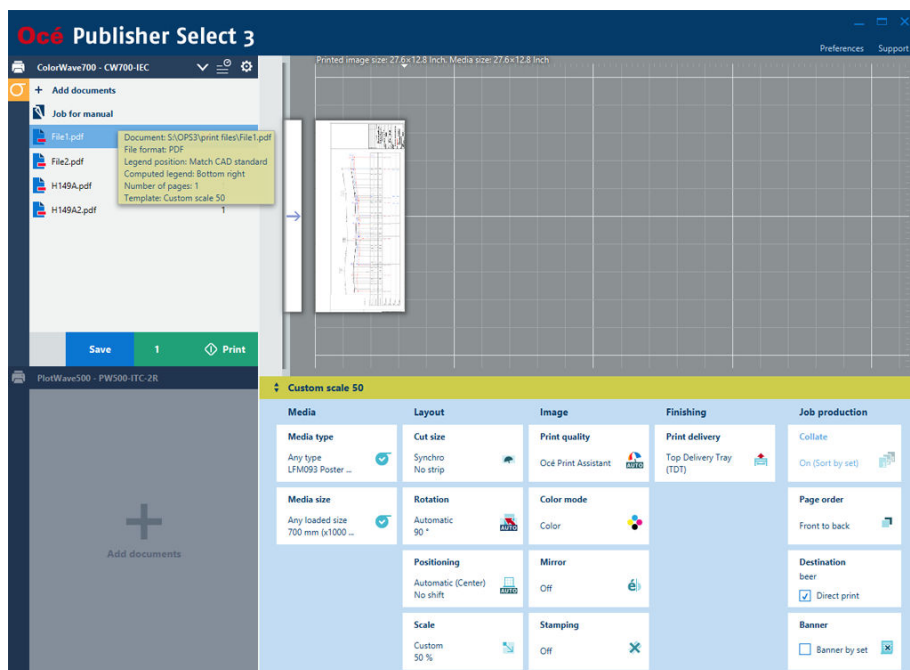 Océ Publisher Select 3
Preferences Support
ColorWave700 - CW700-IEC
+ Add documents
Job for manual
File1.pdf
File2.pdf
H149A.pdf
H149A2.pdf 1
Document: S:\OPS3\print files\File1.pdf
File format: PDF
Legend position: Match CAD standard
Computed legend: Bottom right
Number of pages: 1
Template: Custom scale 50
Save 1 Print
PlotWave500 - PW500-ITC-2R
Add documents
Printed image size: 27.6×12.8 Inch. Media size: 27.6×12.8 Inch
Custom scale 50
Media
Media type
Any type
LFM093 Poster ...
Media size
Any loaded size
700 mm (x1000 ...
Layout
Cut size
Synchro
No strip
Rotation
Automatic
90 °
AUTO
Positioning
Automatic (Center)
No shift
AUTO
Scale
Custom
50 %
Image
Print quality
Océ Print Assistant
AUTO
Color mode
Color
Mirror
Off
é
Stamping
Off
Finishing
Print delivery
Top Delivery Tray
(TDT)
Job production
Collate
On (Sort by set)
Page order
Front to back
Destination
beer
Direct print
Banner
Banner by set